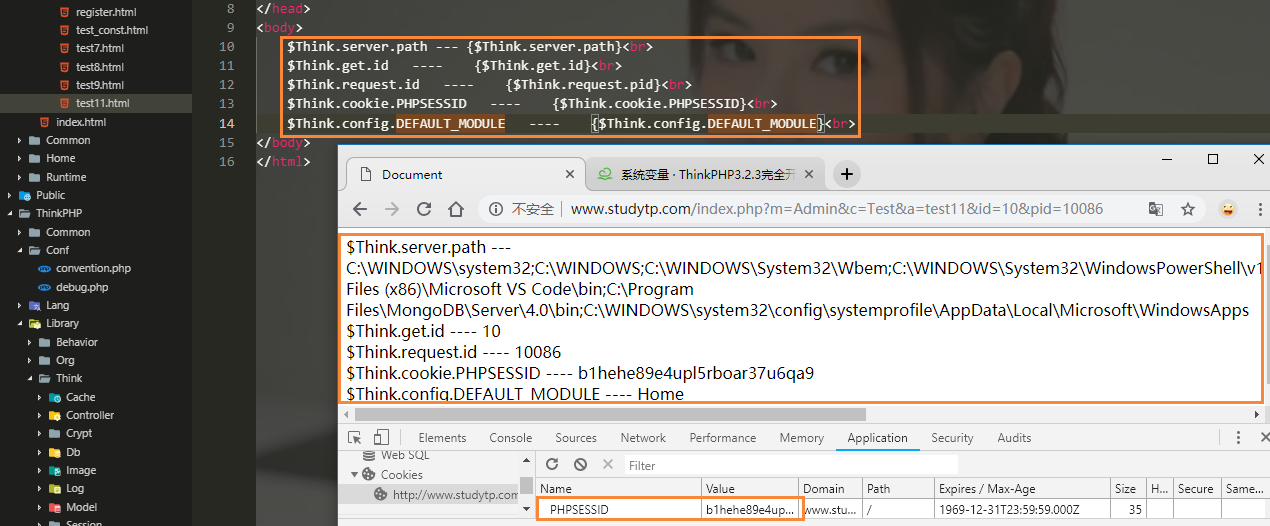 register.html
test_const.html
test7.html
test8.html
test9.html
test11.html
index.html
Common
Home
Runtime
Public
ThinkPHP
Common
Conf
convention.php
debug.php
Lang
Library
Behavior
Org
Think
Cache
Controller
Crypt
Db
Image
Log
Model
Session
8 </head>
9 <body>
10 $Think.server.path --- {$Think.server.path}<br>
11 $Think.get.id ---- {$Think.get.id}<br>
12 $Think.request.id ---- {$Think.request.pid}<br>
13 $Think.cookie.PHPSESSID ---- {$Think.cookie.PHPSESSID}<br>
14 $Think.config.DEFAULT_MODULE ---- {$Think.config.DEFAULT_MODULE}<br>
15 </body>
16 </html>
Document
系统变量 · ThinkPHP3.2.3完全开
不安全 www.studytp.com/index.php?m=Admin&c=Test&a=test11&id=10&pid=10086
$Think.server.path ---
C:\WINDOWS\system32;C:\WINDOWS;C:\WINDOWS\System32\Wbem;C:\WINDOWS\System32\WindowsPowerShell\v1
Files (x86)\Microsoft VS Code\bin;C:\Program
Files\MongoDB\Server\4.0\bin;C:\WINDOWS\system32\config\systemprofile\AppData\Local\Microsoft\WindowsApps
$Think.get.id ---- 10
$Think.request.id ---- 10086
$Think.cookie.PHPSESSID ---- b1hehe89e4upl5rboar37u6qa9
$Think.config.DEFAULT_MODULE ---- Home
Elements Console Sources Network Performance Memory Application Security Audits
Web SQL
Cookies
http://www.studytp.com
Filter
Name Value Domain Path Expires / Max-Age Size H... Secure Same...
PHPSESSID b1hehe89e4up... www.stu... / 1969-12-31T23:59:59.000Z 35